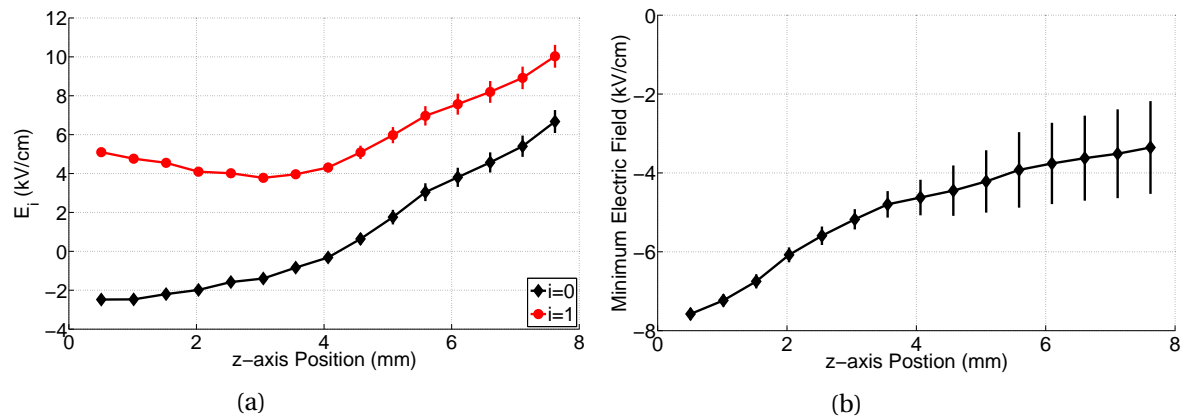 12
10
8
6
4
2
0
−2
−4
E_i (kV/cm)
0 2 4 6 8
z−axis Position (mm)
i=0
i=1
(a)
0
−2
−4
−6
−8
Minimum Electric Field (kV/cm)
0 2 4 6 8
z−axis Postion (mm)
(b)